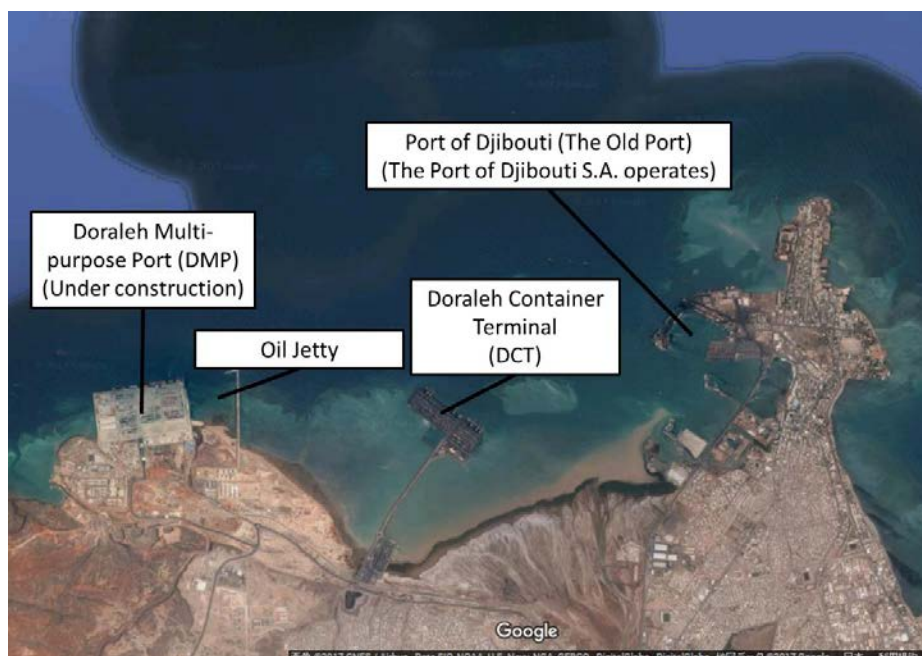 Port of Djibouti (The Old Port)
(The Port of Djibouti S.A. operates)
Doraleh Multi-
purpose Port (DMP)
(Under construction)
Doraleh Container
Terminal
(DCT)
Oil Jetty
Google